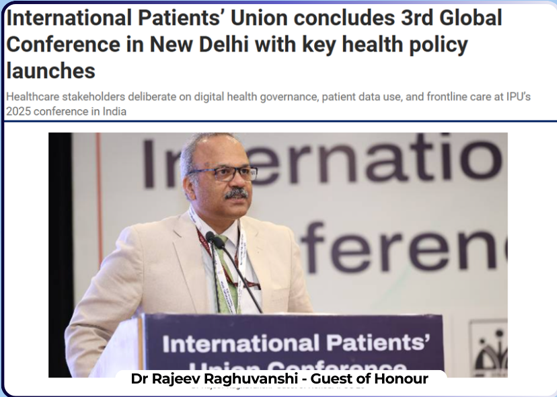 International Patients' Union concludes 3rd Global
Conference in New Delhi with key health policy
launches
Healthcare stakeholders deliberate on digital health governance, patient data use, and frontline care at IPU's
2025 conference in India
Internatio
feren
International Patients'
Union Conference
Dr Rajeev Raghuvanshi - Guest of Honour